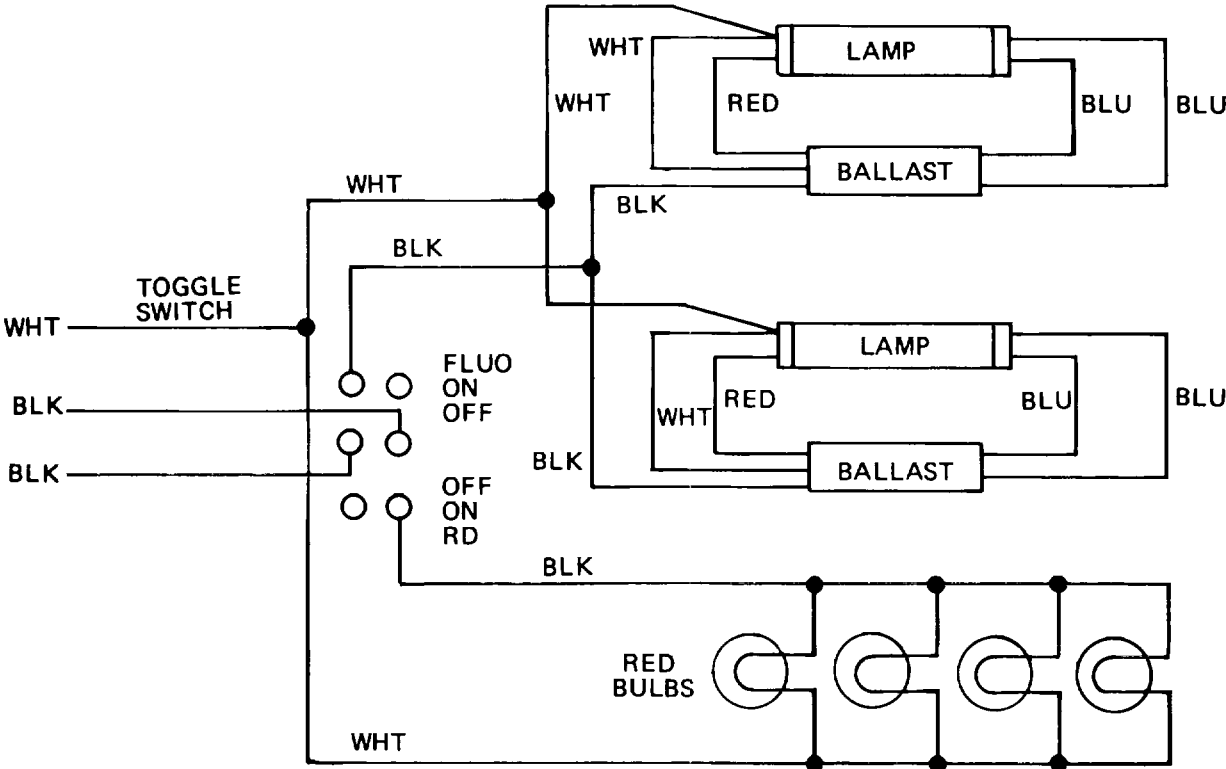 WHT
LAMP
BLU
BLU
WHT
RED
BALLAST
WHT
BLK
BLK
TOGGLE
SWITCH
WHT
LAMP
FLUO
ON
OFF
BLK
WHT
RED
BLU
BLU
BLK
BALLAST
BLK
OFF
ON
RD
BLK
RED
BULBS
WHT